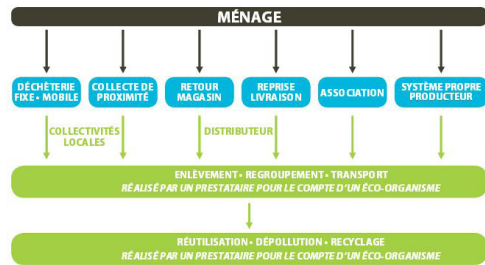 MÉNAGE
DÉCHÈTERIE
FIXE • MOBILE
COLLECTE DE
PROXIMITÉ
RETOUR
MAGASIN
REPRISE
LIVRAISON
ASSOCIATION
SYSTÈME PROPRE
PRODUCTEUR
COLLECTIVITÉS
LOCALES
DISTRIBUTEUR
ENLÈVEMENT • REGROUPEMENT • TRANSPORT
RÉALISÉ PAR UN PRESTATAIRE POUR LE COMPTE D'UN ÉCO-ORGANISME
RÉUTILISATION • DÉPOLLUTION • RECYCLAGE
RÉALISÉ PAR UN PRESTATAIRE POUR LE COMPTE D'UN ÉCO-ORGANISME